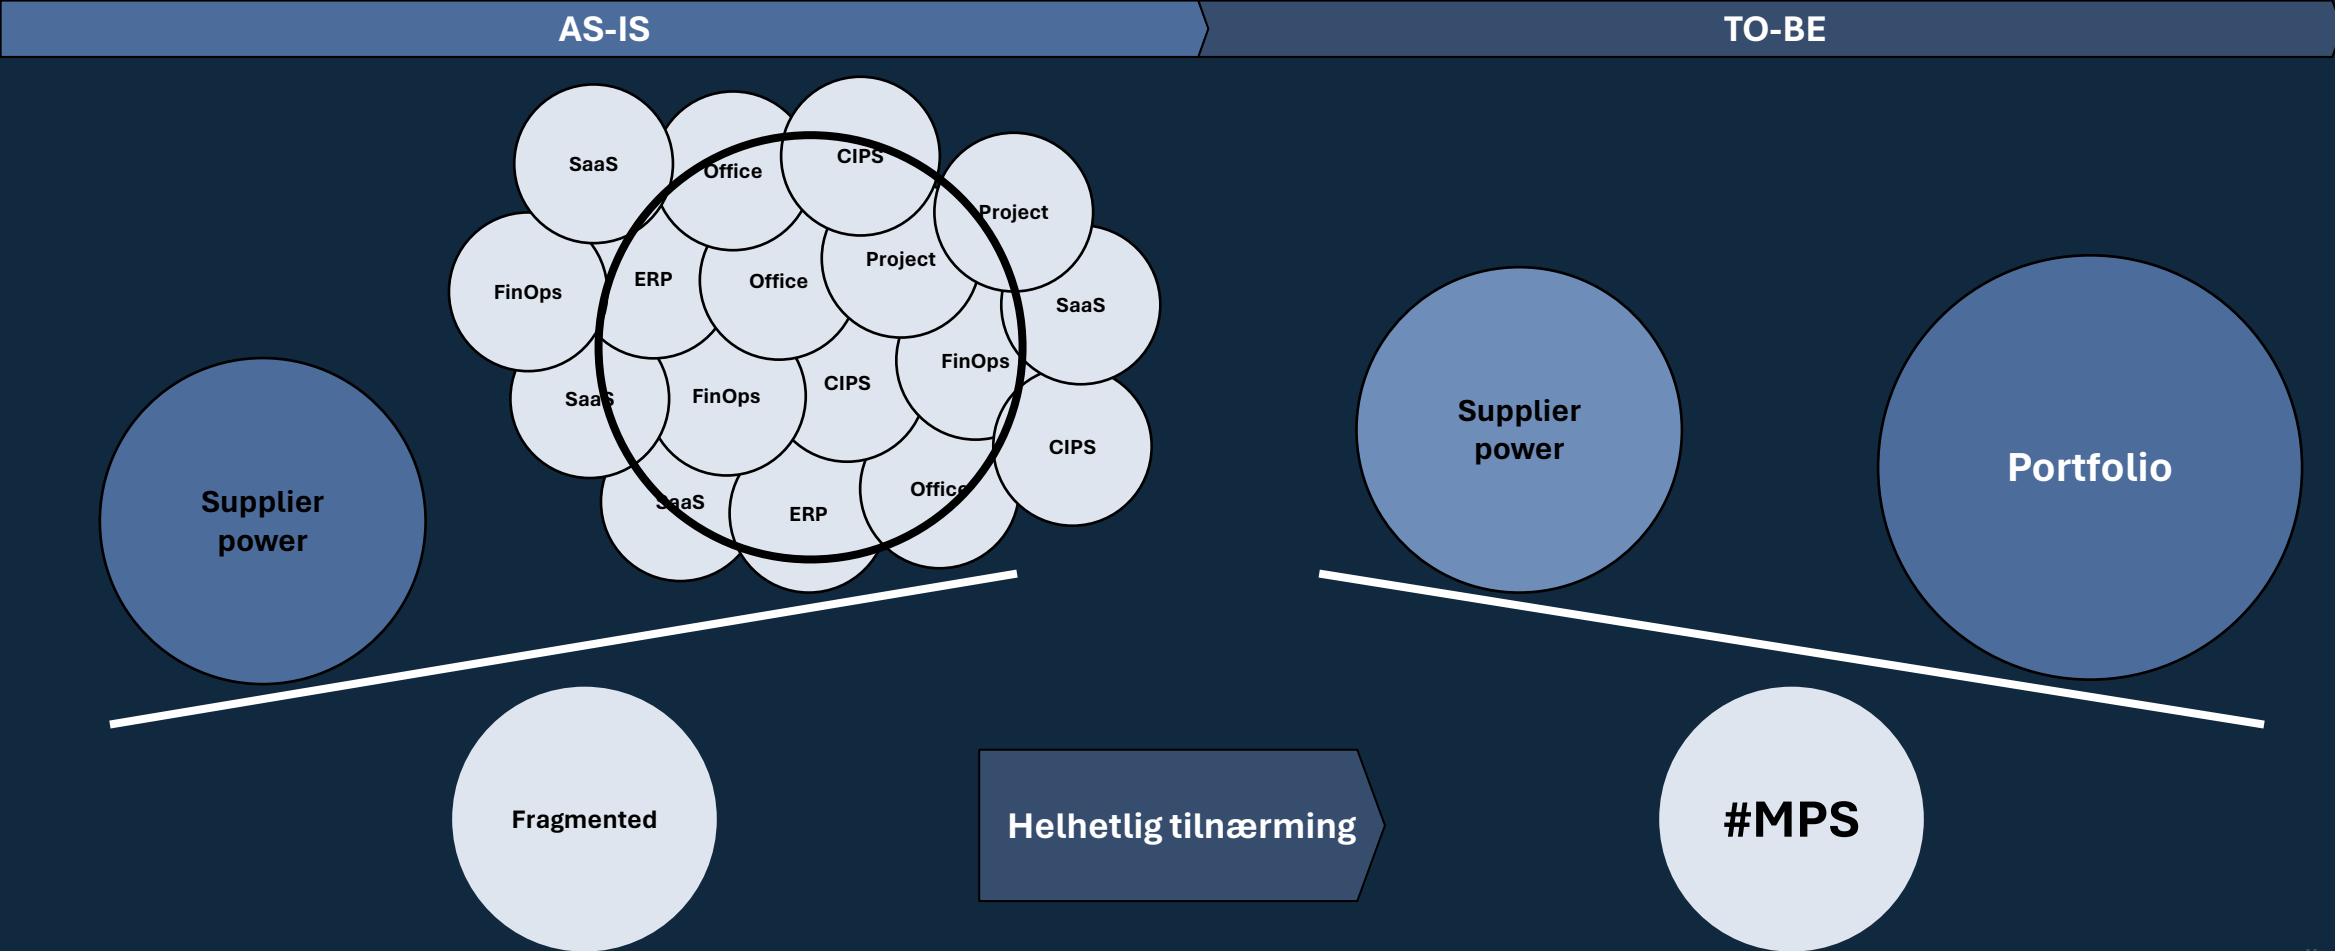 AS-IS
TO-BE
SaaS
Office
CIPS
Project
FinOps
ERP
Office
Project
SaaS
SaaS
FinOps
CIPS
FinOps
CIPS
SaaS
ERP
Office
Supplier
power
Fragmented
Helhetlig tilnærming
Supplier
power
Portfolio
#MPS